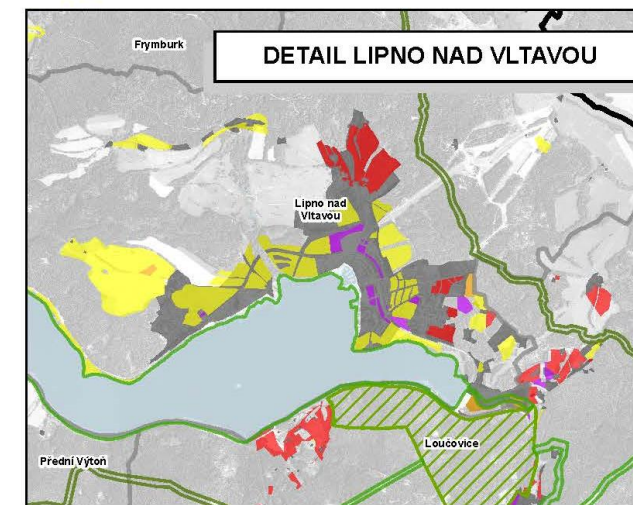 Frymburk
DETAIL LIPNO NAD VLTAVOU
Lipno nad
Vltavou
Loučovice
Přední Výtoň